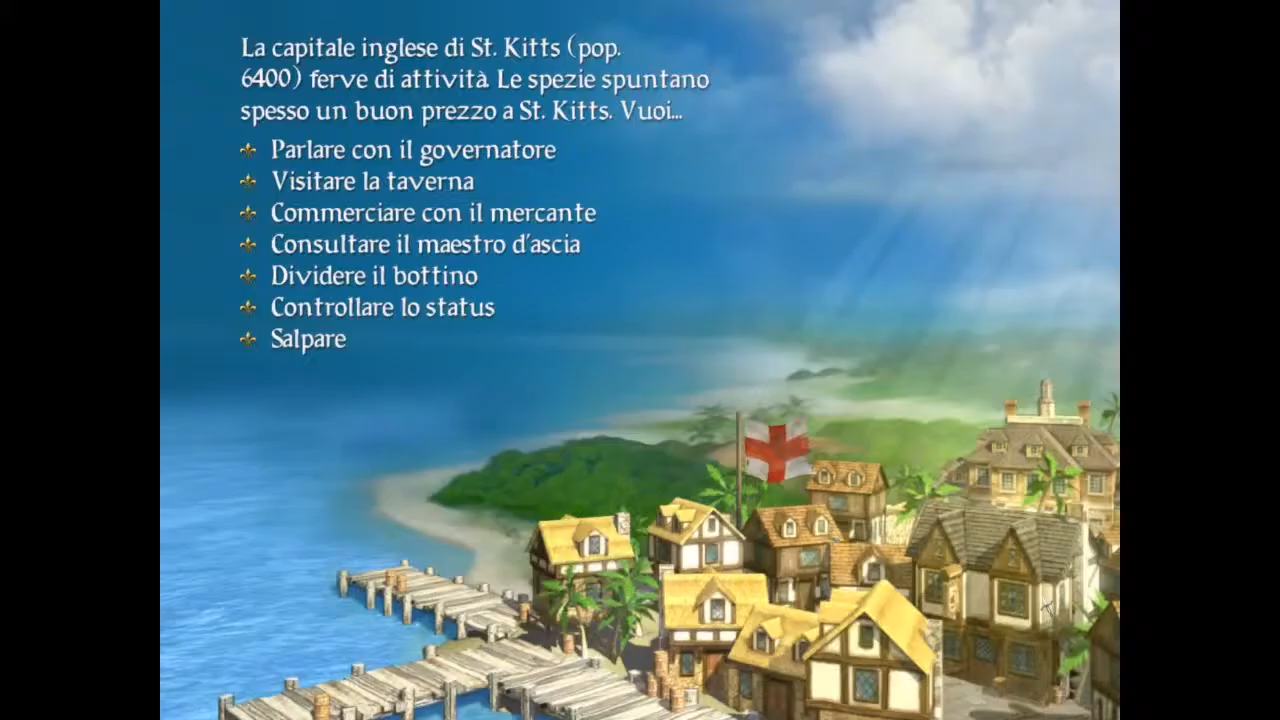 La capitale inglese di St. Kitts (pop.
6400) ferve di attività. Le spezie spuntano
spesso un buon prezzo a St. Kitts. Vuoi...
Parlare con il governatore
Visitare la taverna
Commerciare con il mercante
Consultare il maestro d'ascia
Dividere il bottino
Controllare lo status
Salpare